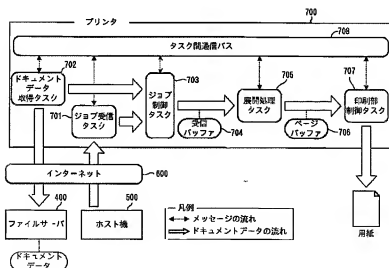 プリンタ
700
タスク間通信パス
708
ドキュメント
データ
取得タスク
702
701
ジョブ受信
タスク
ジョブ
制御
タスク
703
受信
バッファ
704
展開処理
タスク
705
ページ
バッファ
706
印刷部
制御タスク
707
インターネット
600
400
ファイルサーバ
500
ホスト機
ドキュメント
データ
凡例
メッセージの流れ
ドキュメントデータの流れ
用紙